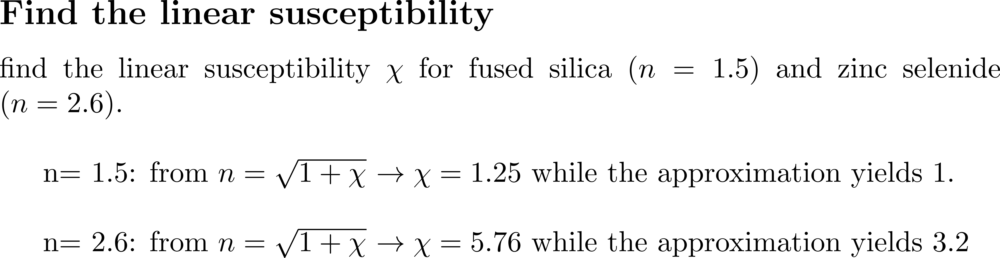 Find the linear susceptibility
find the linear susceptibility χ for fused silica (n = 1.5) and zinc selenide
(n = 2.6).
n= 1.5: from n = √(1 + χ) → χ = 1.25 while the approximation yields 1.
n= 2.6: from n = √(1 + χ) → χ = 5.76 while the approximation yields 3.2